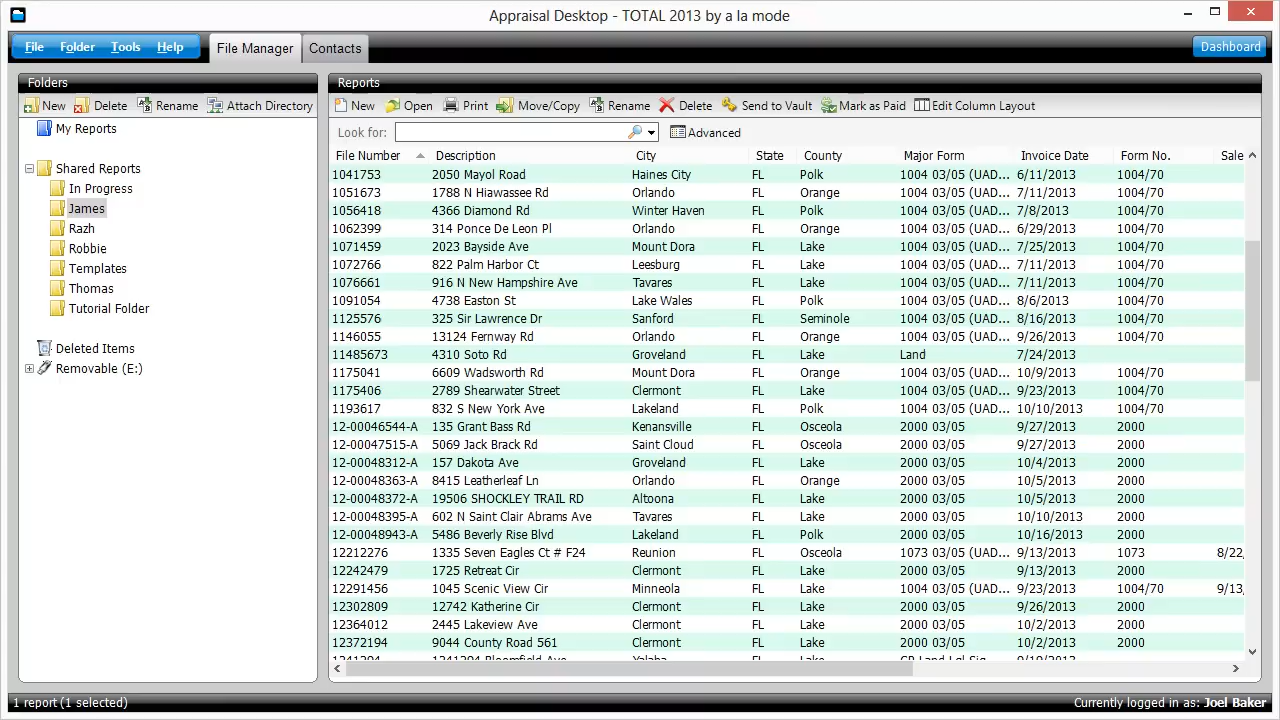 Appraisal Desktop - TOTAL 2013 by a la mode
File Folder Tools Help File Manager Contacts Dashboard
Folders
New Delete Rename Attach Directory
My Reports
Shared Reports
In Progress
James
Razh
Robbie
Templates
Thomas
Tutorial Folder
Deleted Items
Removable (E:)
Reports
New Open Print Move/Copy Rename Delete Send to Vault Mark as Paid Edit Column Layout
Look for: Advanced
File Number Description City State County Major Form Invoice Date Form No. Sale
1041753 2050 Mayol Road Haines City FL Polk 1004 03/05 (UAD... 6/11/2013 1004/70
1051673 1788 N Hiawassee Rd Orlando FL Orange 1004 03/05 (UAD... 7/11/2013 1004/70
1056418 4366 Diamond Rd Winter Haven FL Polk 1004 03/05 (UAD... 7/8/2013 1004/70
1062399 314 Ponce De Leon Pl Orlando FL Orange 1004 03/05 (UAD... 6/29/2013 1004/70
1071459 2023 Bayside Ave Mount Dora FL Lake 1004 03/05 (UAD... 7/25/2013 1004/70
1072766 822 Palm Harbor Ct Leesburg FL Lake 1004 03/05 (UAD... 7/11/2013 1004/70
1076661 916 N New Hampshire Ave Tavares FL Lake 1004 03/05 (UAD... 7/11/2013 1004/70
1091054 4738 Easton St Lake Wales FL Polk 1004 03/05 (UAD... 8/6/2013 1004/70
1125576 325 Sir Lawrence Dr Sanford FL Seminole 1004 03/05 (UAD... 8/16/2013 1004/70
1146055 13124 Fernway Rd Orlando FL Orange 1004 03/05 (UAD... 9/26/2013 1004/70
11485673 4310 Soto Rd Groveland FL Lake Land 7/24/2013
1175041 6609 Wadsworth Rd Mount Dora FL Orange 1004 03/05 (UAD... 10/9/2013 1004/70
1175406 2789 Shearwater Street Clermont FL Lake 1004 03/05 (UAD... 9/23/2013 1004/70
1193617 832 S New York Ave Lakeland FL Polk 1004 03/05 (UAD... 10/10/2013 1004/70
12-00046544-A 135 Grant Bass Rd Kenansville FL Osceola 2000 03/05 9/27/2013 2000
12-00047515-A 5069 Jack Brack Rd Saint Cloud FL Osceola 2000 03/05 9/27/2013 2000
12-00048312-A 157 Dakota Ave Groveland FL Lake 2000 03/05 10/4/2013 2000
12-00048363-A 8415 Leatherleaf Ln Orlando FL Orange 2000 03/05 10/5/2013 2000
12-00048372-A 19506 SHOCKLEY TRAIL RD Altoona FL Lake 2000 03/05 10/5/2013 2000
12-00048395-A 602 N Saint Clair Abrams Ave Tavares FL Lake 2000 03/05 10/10/2013 2000
12-00048943-A 5486 Beverly Rise Blvd Lakeland FL Polk 2000 03/05 10/16/2013 2000
12212276 1335 Seven Eagles Ct # F24 Reunion FL Osceola 1073 03/05 (UAD... 9/13/2013 1073 8/22,
12242479 1725 Retreat Cir Clermont FL Lake 2000 03/05 9/13/2013 2000
12291456 1045 Scenic View Cir Minneola FL Lake 1004 03/05 (UAD... 9/23/2013 1004/70 9/13,
12302809 12742 Katherine Cir Clermont FL Lake 2000 03/05 9/26/2013 2000
12364012 2445 Lakeview Ave Clermont FL Lake 2000 03/05 10/2/2013 2000
12372194 9044 County Road 561 Clermont FL Lake 2000 03/05 10/2/2013 2000
1 report (1 selected) Currently logged in as: Joel Baker